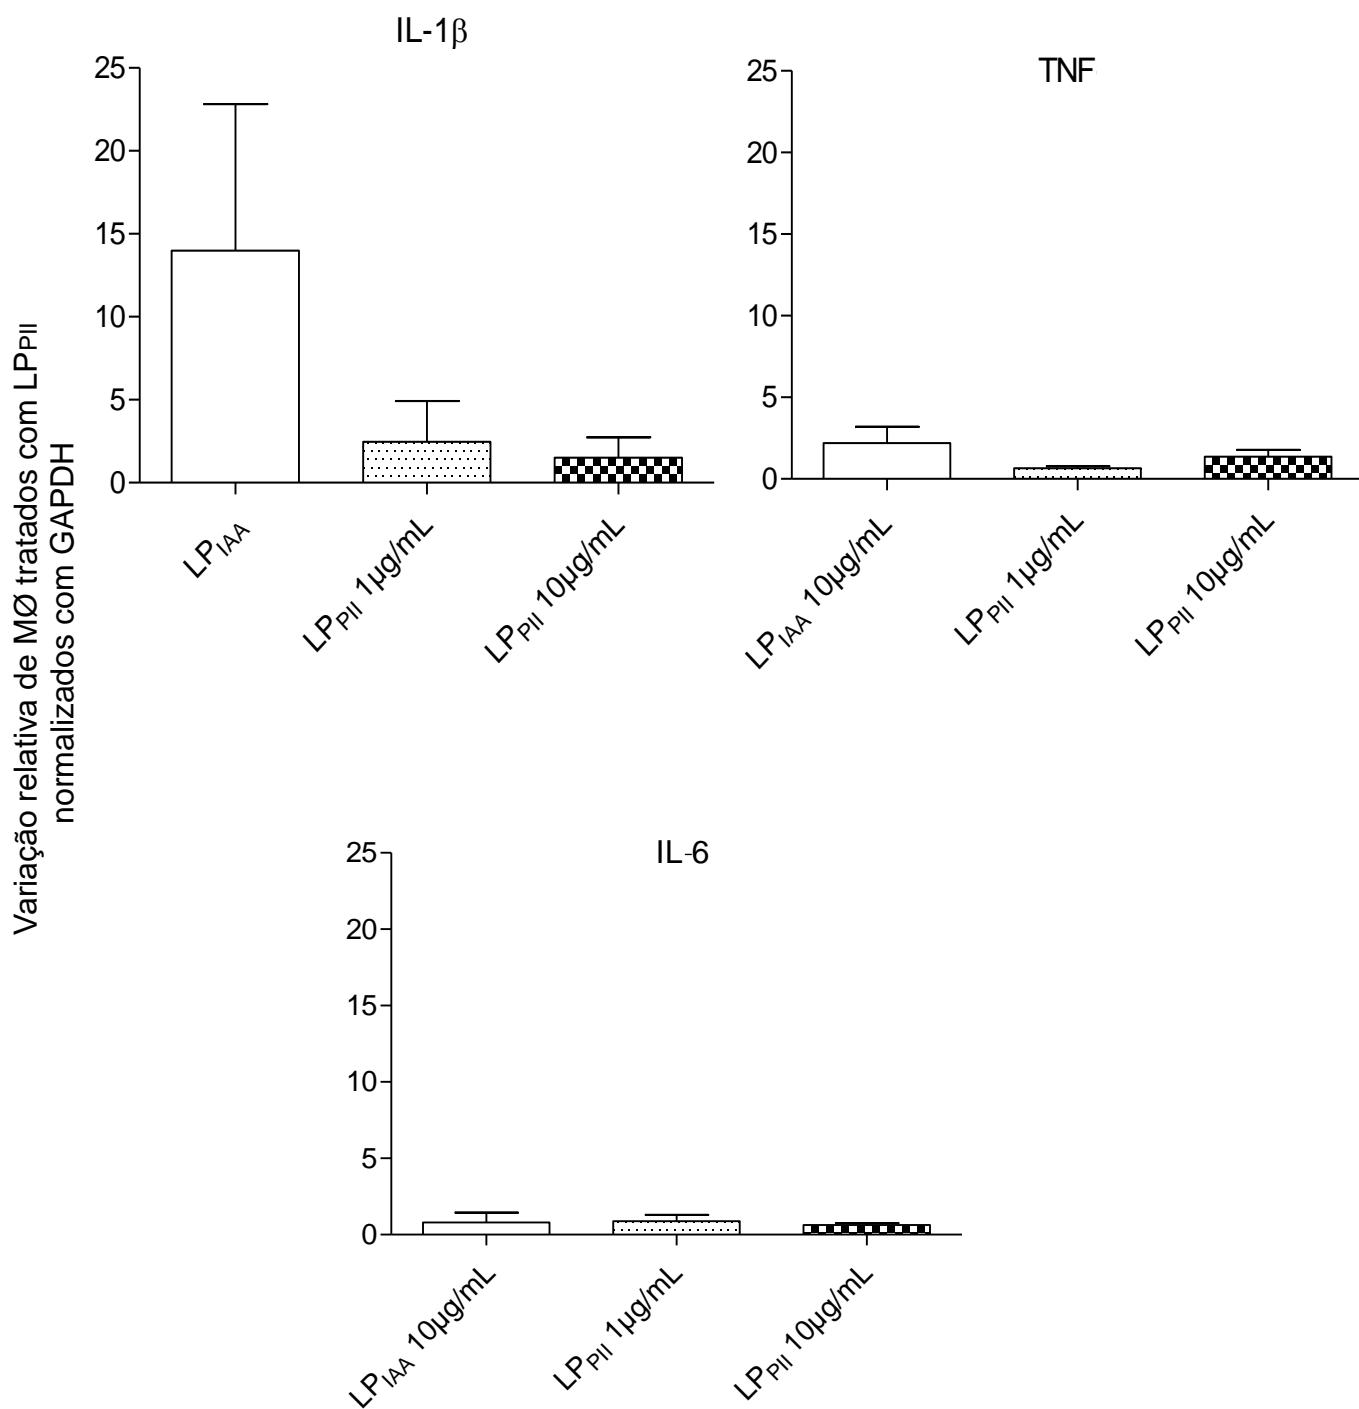 IL-1β
25
20
15
10
5
0
LPIAA
LPPII 1µg/mL
LPPII 10µg/mL
TNF
25
20
15
10
5
0
LPIAA 10µg/mL
LPPII 1µg/mL
LPPII 10µg/mL
Variação relativa de MØ tratados com LPPII
normalizados com GAPDH
IL-6
25
20
15
10
5
0
LPIAA 10µg/mL
LPPII 1µg/mL
LPPII 10µg/mL